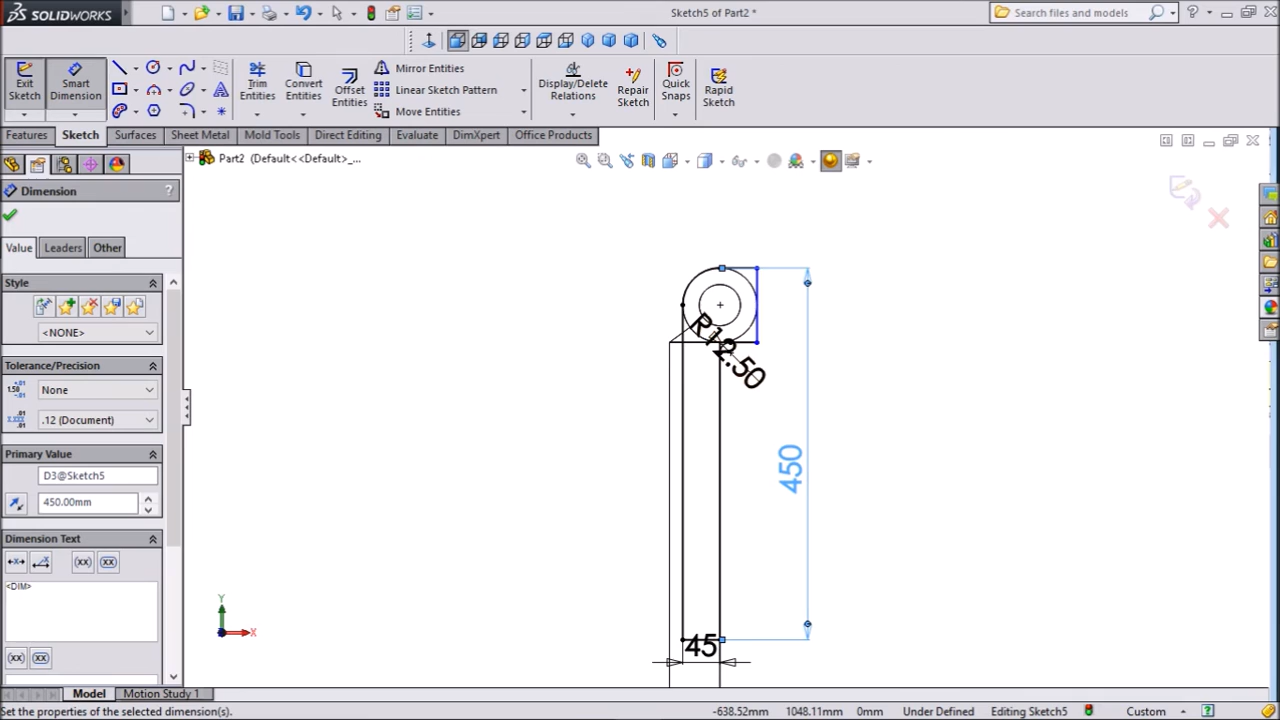 SOLIDWORKS
Sketch5 of Part2 *
Search files and models
Exit Sketch
Smart Dimension
Trim Entities
Convert Entities
Offset Entities
Mirror Entities
Linear Sketch Pattern
Move Entities
Display/Delete Relations
Repair Sketch
Quick Snaps
Rapid Sketch
Features Sketch Surfaces Sheet Metal Mold Tools Direct Editing Evaluate DimXpert Office Products
Part2 (Default<<Default>_...
Dimension ?
Value Leaders Other
Style
<NONE>
Tolerance/Precision
None
.12 (Document)
Primary Value
D3@Sketch5
450.00mm
Dimension Text
(xx) (xx)
<DIM>
(xx) (xx)
R12.50
450
45
Y
X
Model Motion Study 1
Set the properties of the selected dimension(s). -638.52mm 1048.11mm 0mm Under Defined Editing Sketch5 Custom